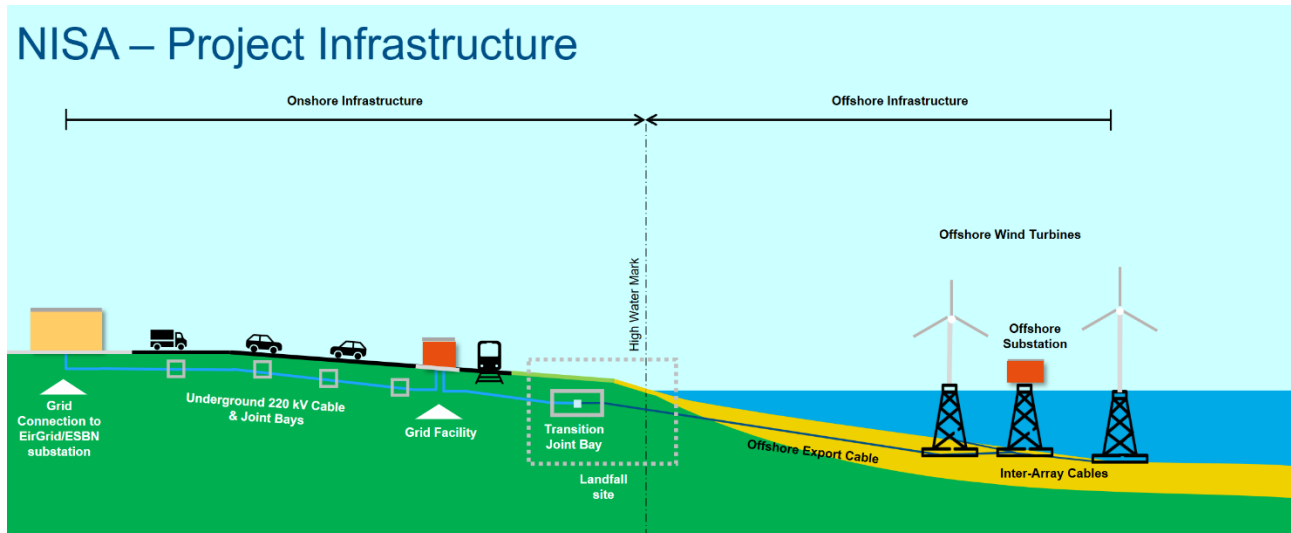 NISA – Project Infrastructure
Onshore Infrastructure
Offshore Infrastructure
High Water Mark
Offshore Wind Turbines
Offshore
Substation
Grid
Connection to
EirGrid/ESBN
substation
Underground 220 kV Cable
& Joint Bays
Grid Facility
Transition
Joint Bay
Landfall
site
Offshore Export Cable
Inter-Array Cables